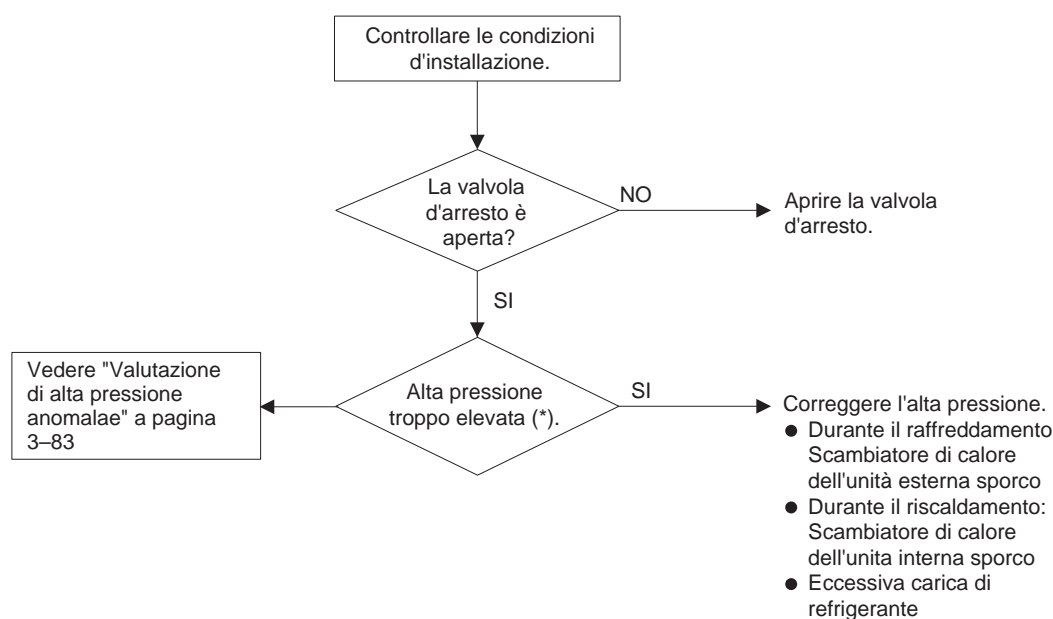 Controllare le condizioni
d'installazione.
La valvola
d'arresto è
aperta?
NO
Aprire la valvola
d'arresto.
SI
Vedere "Valutazione
di alta pressione
anomalae" a pagina
3–83
Alta pressione
troppo elevata (*).
SI
Correggere l'alta pressione.
● Durante il raffreddamento
Scambiatore di calore
dell'unità esterna sporco
● Durante il riscaldamento:
Scambiatore di calore
dell'unita interna sporco
● Eccessiva carica di
refrigerante